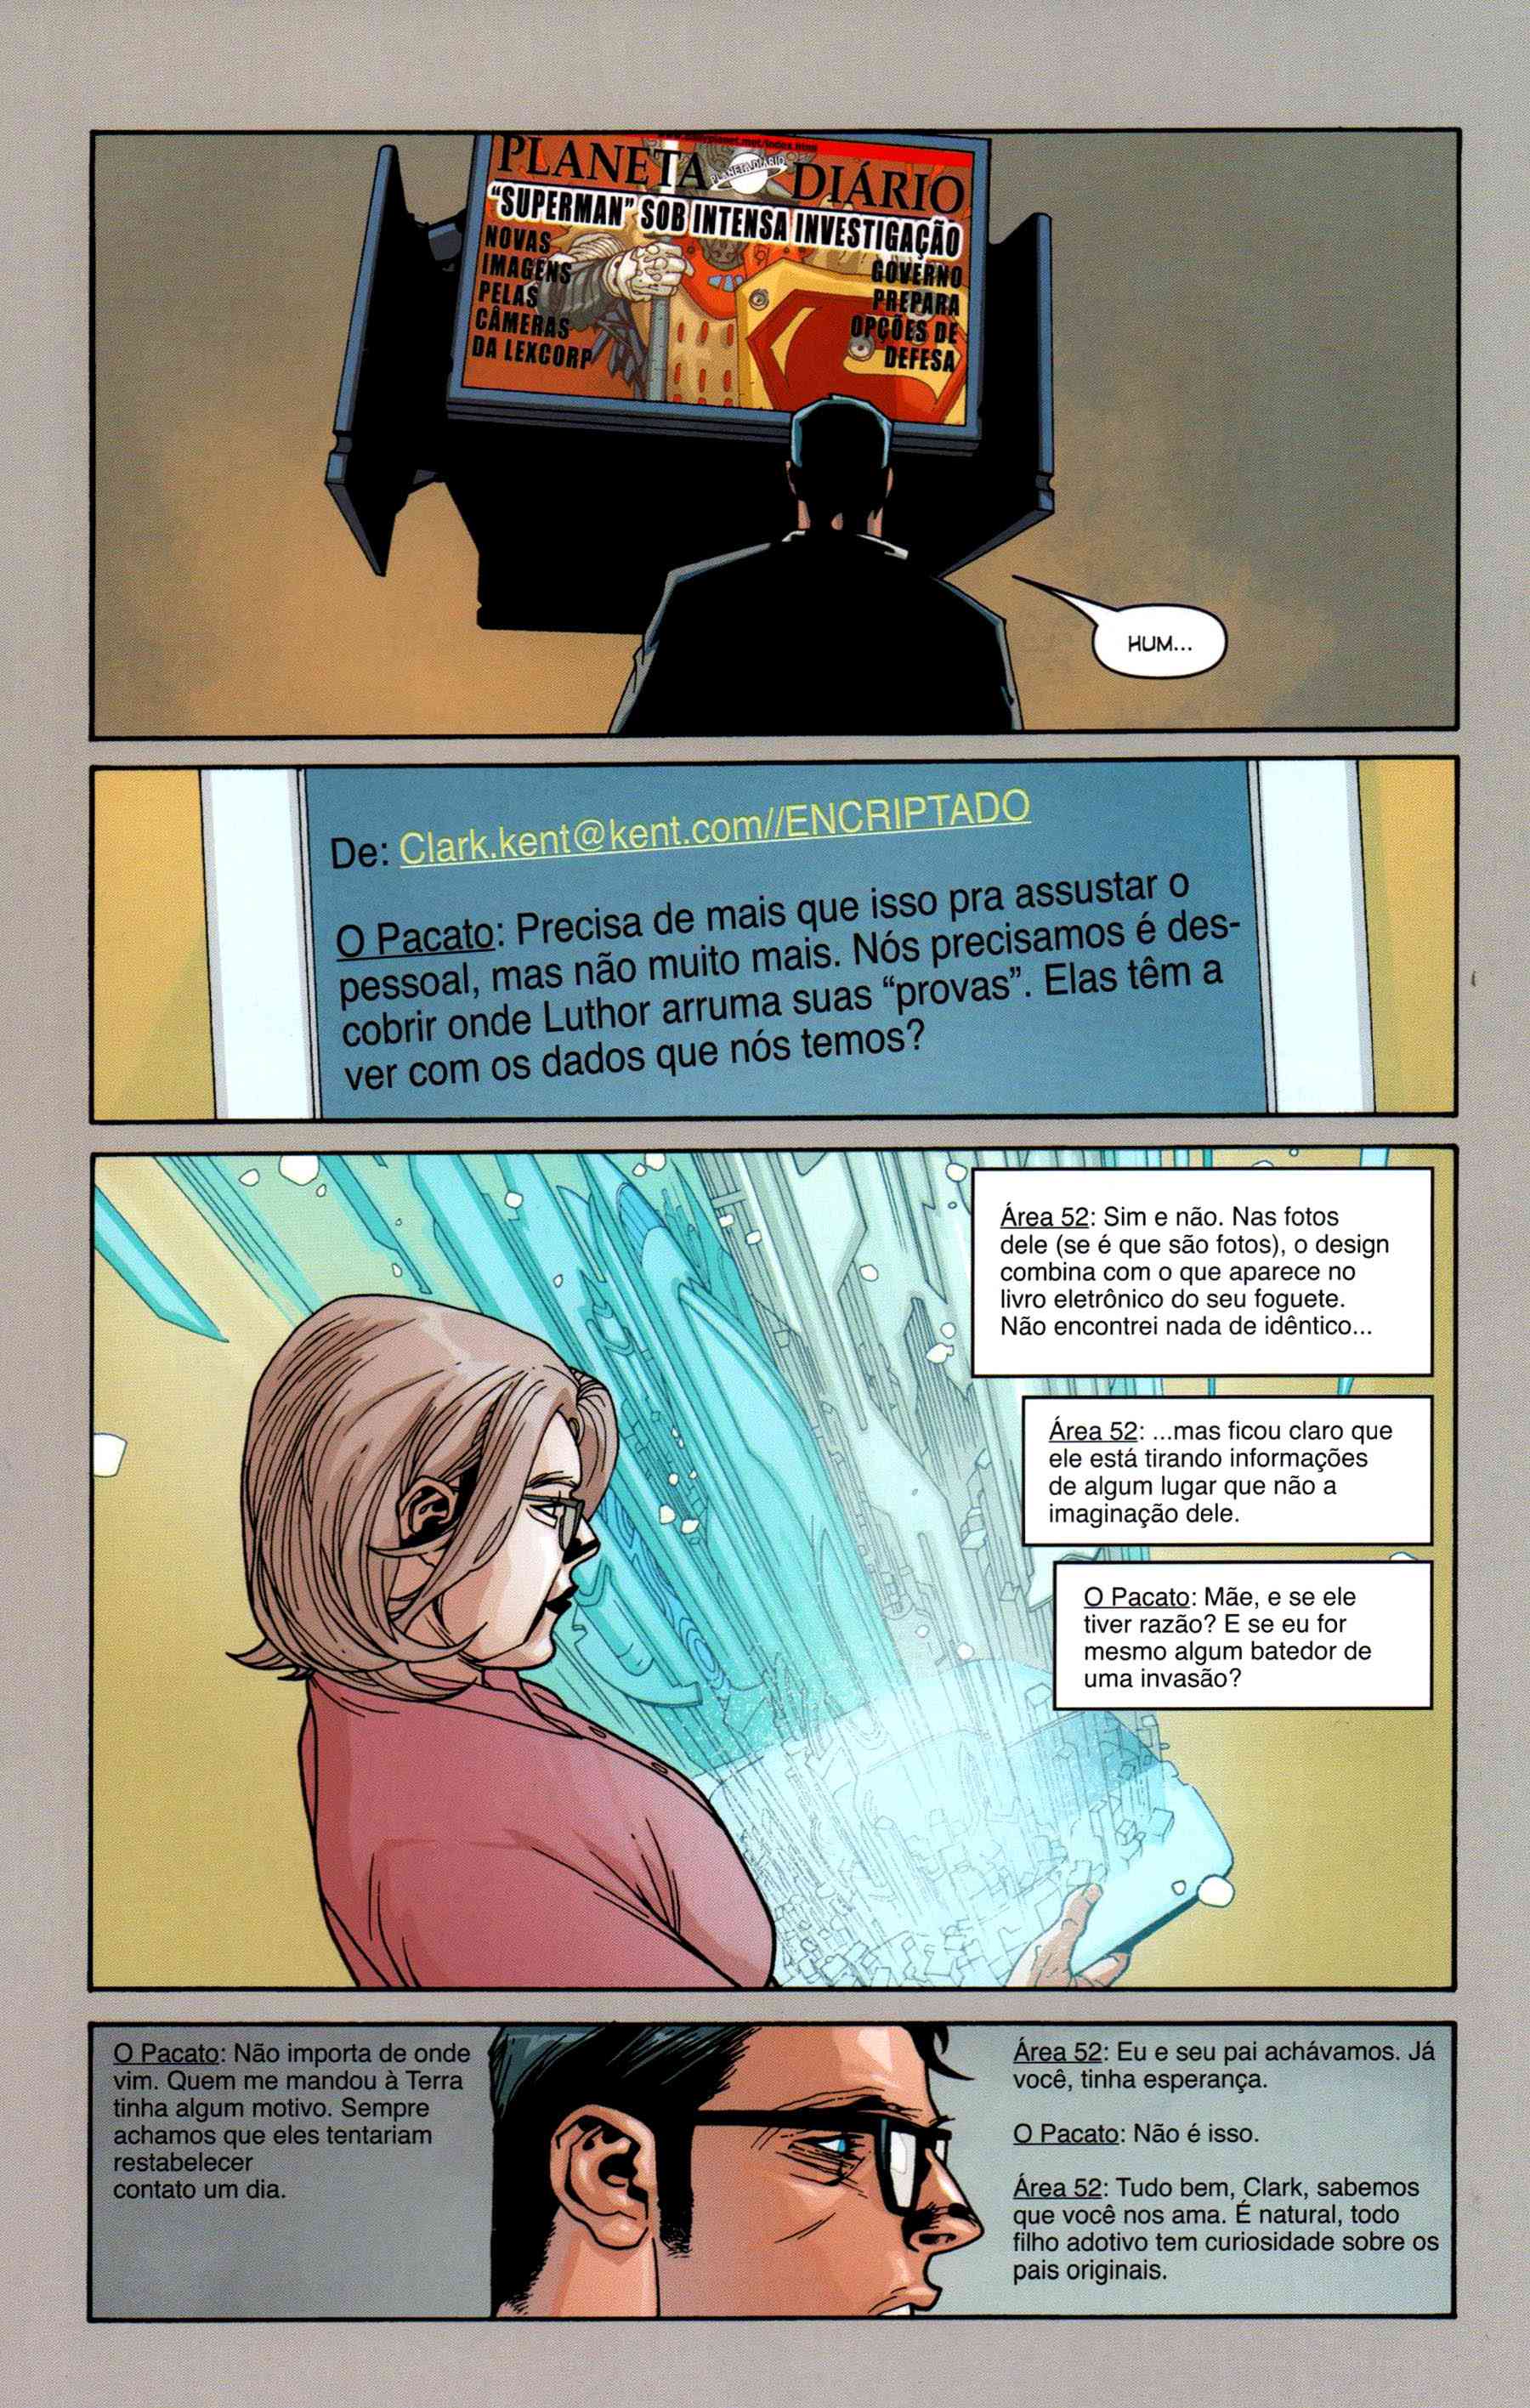 PLANETA DIÁRIO
PLANETA DIÁRIO
"SUPERMAN" SOB INTENSA INVESTIGAÇÃO
NOVAS
IMAGENS
PELAS
CÂMERAS
DA LEXCORP
GOVERNO
PREPARA
OPÇÕES DE
DEFESA
HUM...
De: Clark.kent@kent.com//ENCRIPTADO
O Pacato: Precisa de mais que isso pra assustar o
pessoal, mas não muito mais. Nós precisamos é des-
cobrir onde Luthor arruma suas “provas”. Elas têm a
ver com os dados que nós temos?
Área 52: Sim e não. Nas fotos
dele (se é que são fotos), o design
combina com o que aparece no
livro eletrônico do seu foguete.
Não encontrei nada de idêntico...
Área 52: ...mas ficou claro que
ele está tirando informações
de algum lugar que não a
imaginação dele.
O Pacato: Mãe, e se ele
tiver razão? E se eu for
mesmo algum batedor de
uma invasão?
O Pacato: Não importa de onde
vim. Quem me mandou à Terra
tinha algum motivo. Sempre
achamos que eles tentariam
restabelecer
contato um dia.
Área 52: Eu e seu pai achávamos. Já
você, tinha esperança.
O Pacato: Não é isso.
Área 52: Tudo bem, Clark, sabemos
que você nos ama. É natural, todo
filho adotivo tem curiosidade sobre os
pais originais.